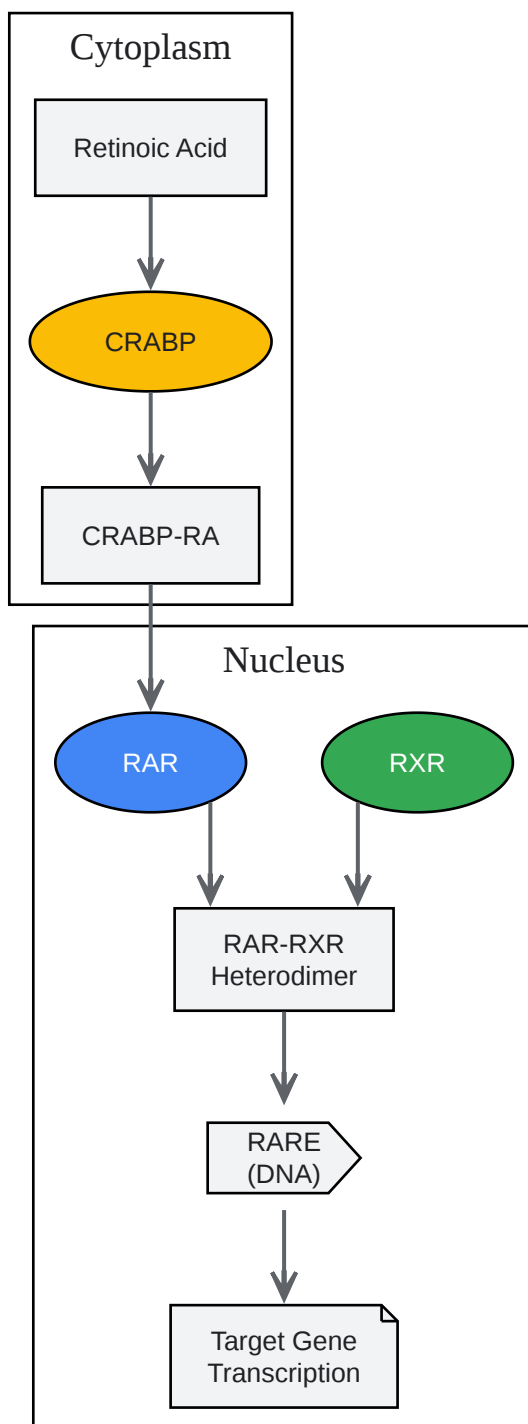 Cytoplasm
Retinoic Acid
CRABP
CRABP-RA
Nucleus
RAR
RXR
RAR-RXR
Heterodimer
RARE
(DNA)
Target Gene
Transcription